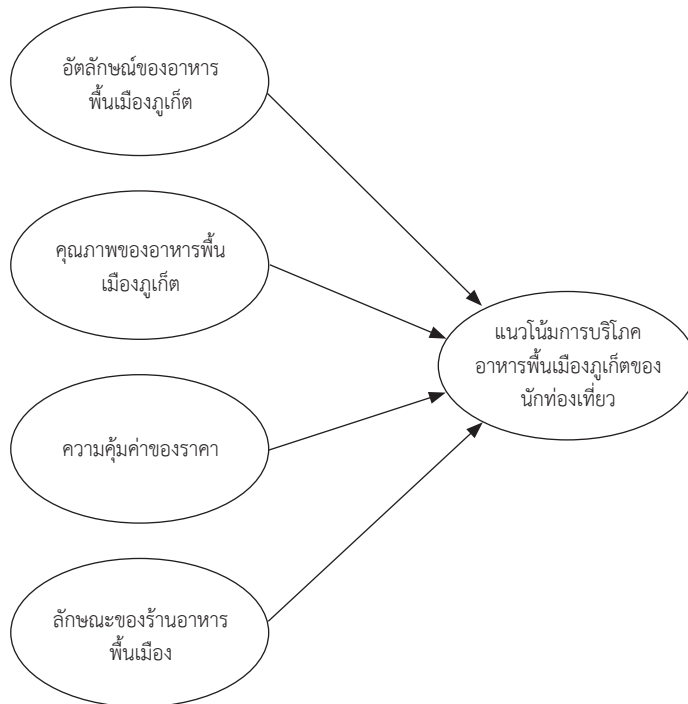 อัตลักษณ์ของอาหาร
พื้นเมืองภูเก็ต
คุณภาพของอาหารพื้น
เมืองภูเก็ต
แนวโน้มการบริโภค
อาหารพื้นเมืองภูเก็ตของ
นักท่องเที่ยว
ความคุ้มค่าของราคา
ลักษณะของร้านอาหาร
พื้นเมือง